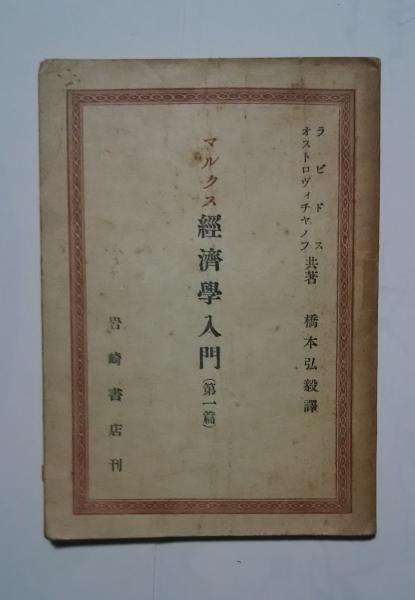 ラピドス
オストロヴィチヤノフ 共著 橋本弘毅譯
マルクス 經濟學入門(第一篇)
岩崎書店刊